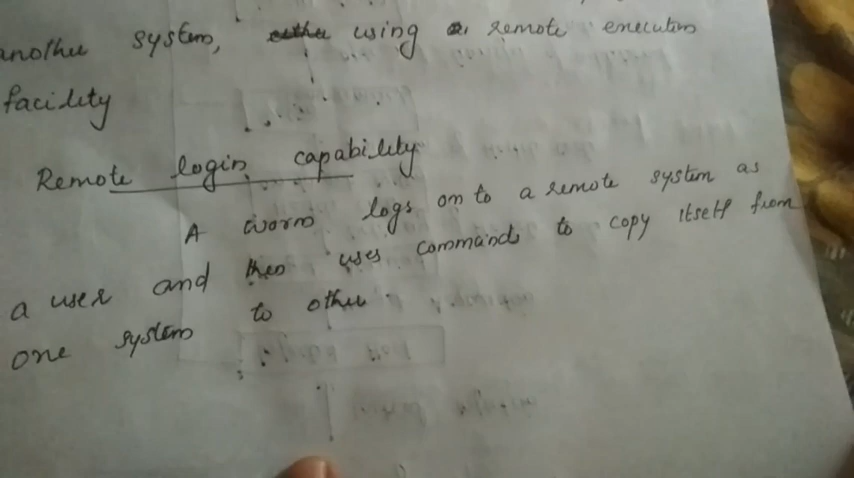 another system, either using a remote execution
facility
Remote login capability
A worm logs on to a remote system as
a user and then uses commands to copy itself from
one system to other